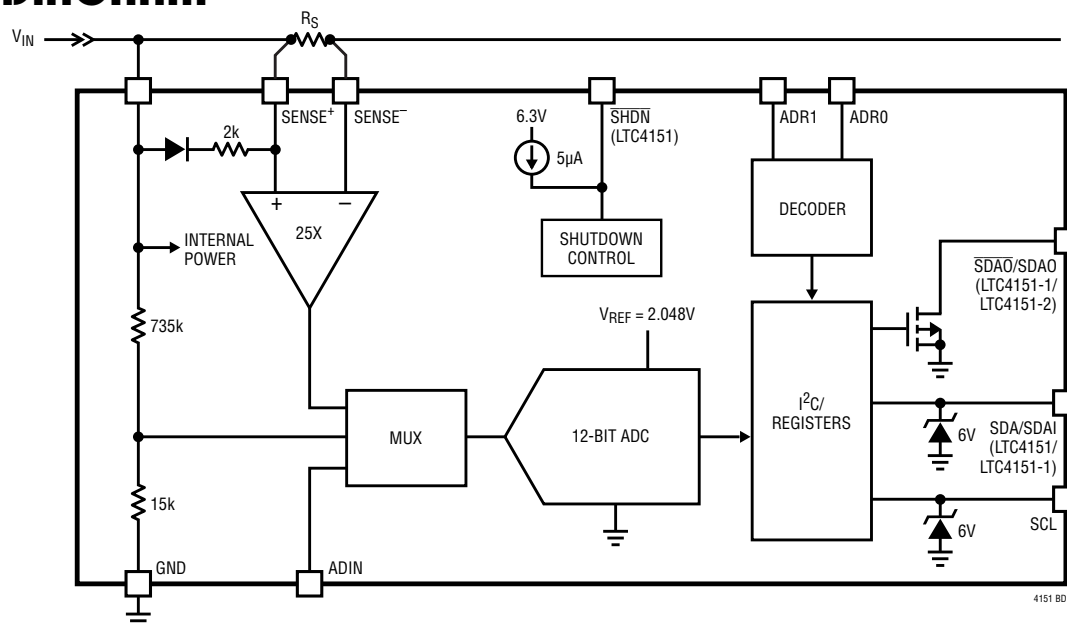 RS
VIN
SENSE+
SENSE–
SHDN
(LTC4151)
ADR1
ADR0
2k
6.3V
5µA
+
–
25X
DECODER
INTERNAL
POWER
SHUTDOWN
CONTROL
SDAO/SDAO
(LTC4151-1/
LTC4151-2)
735k
VREF = 2.048V
I2C/
REGISTERS
MUX
12-BIT ADC
6V
SDA/SDAI
(LTC4151/
LTC4151-1)
15k
6V
SCL
GND
ADIN
4151 BD